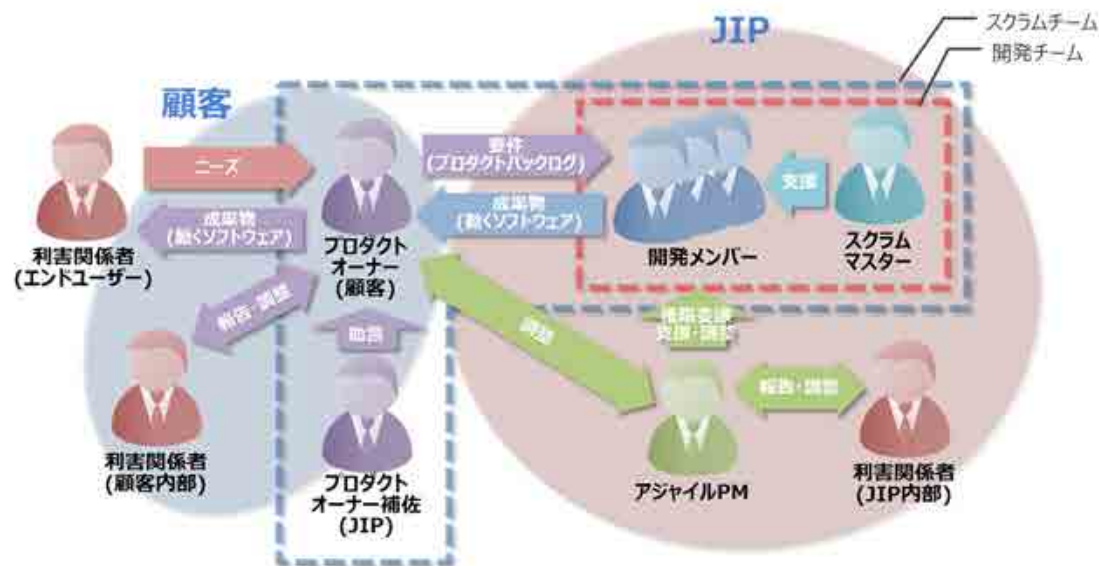 スクラムチーム
JIP
開発チーム
顧客
ニーズ
要件
(プロダクトバックログ)
支援
成果物
(動くソフトウェア)
成果物
(動くソフトウェア)
利害関係者
(エンドユーザー)
プロダクト
オーナー
(顧客)
開発メンバー
スクラム
マスター
報告・調整
調整
支援・調整
報告・調整
利害関係者
(顧客内部)
プロダクト
オーナー補佐
(JIP)
アジャイルPM
利害関係者
(JIP内部)